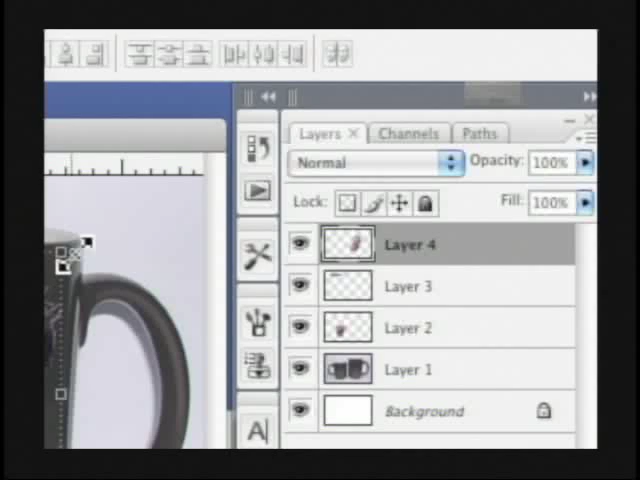 Layers × Channels Paths
Normal Opacity: 100%
Lock: Fill: 100%
Layer 4
Layer 3
Layer 2
Layer 1
Background
A